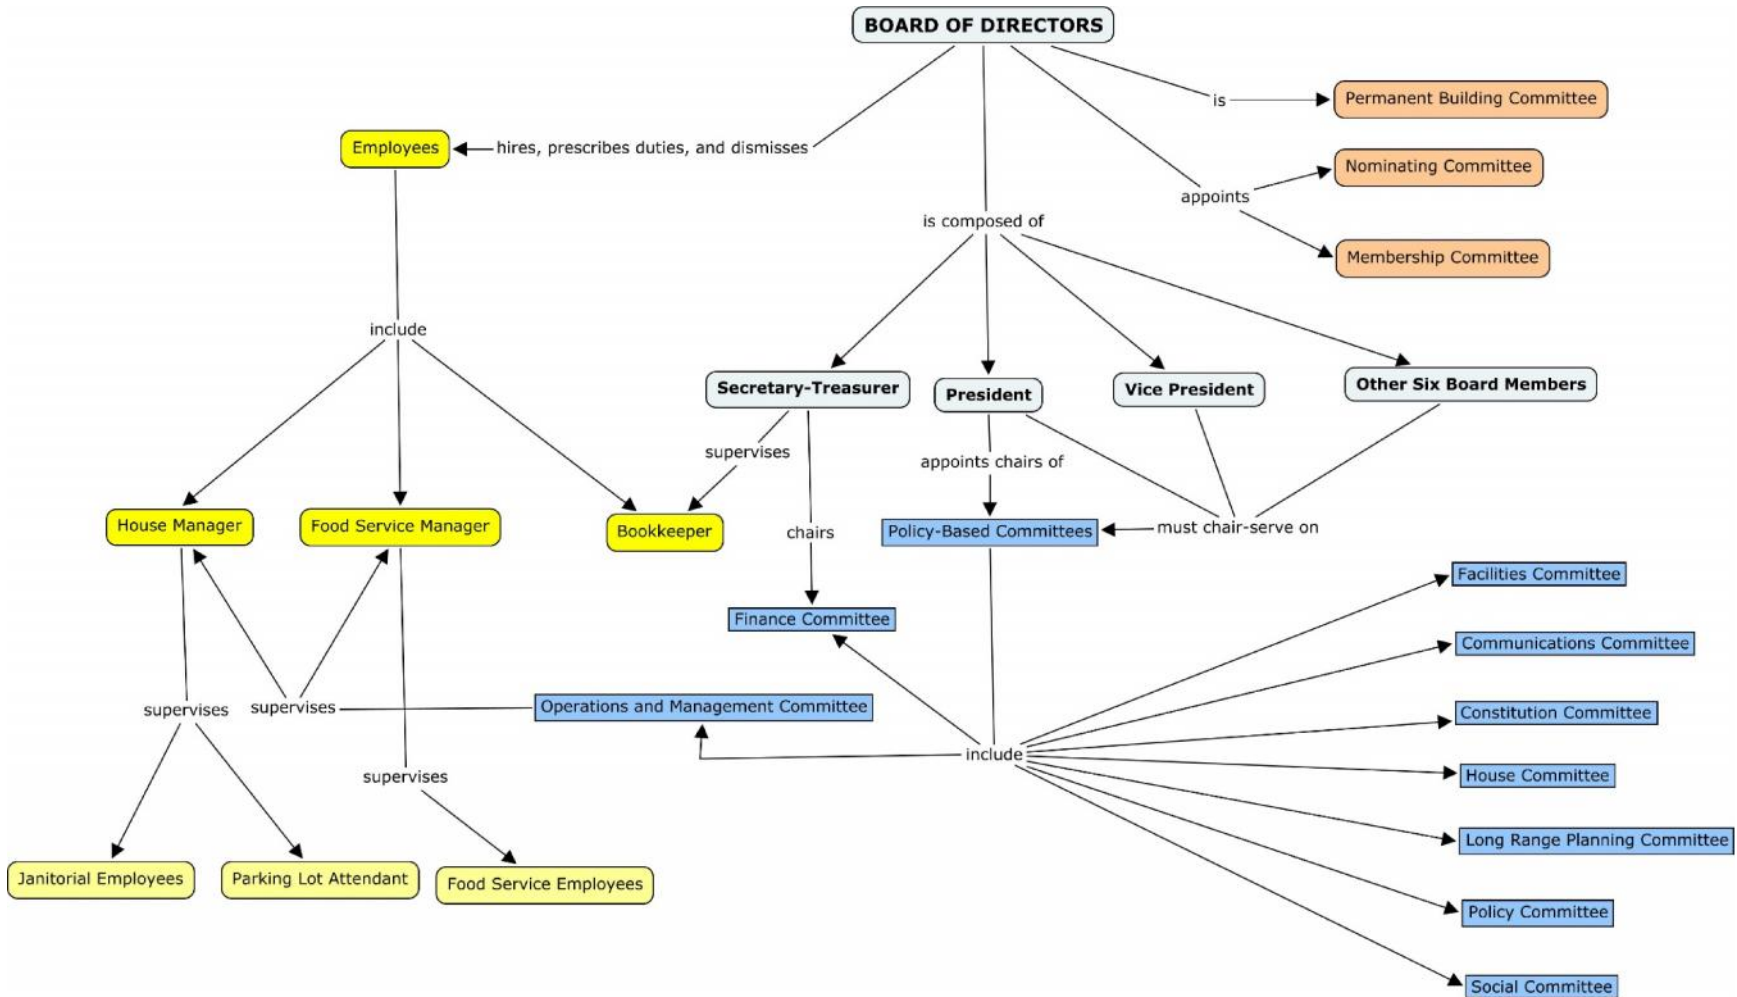 BOARD OF DIRECTORS
is
Permanent Building Committee
Employees
hires, prescribes duties, and dismisses
Nominating Committee
appoints
is composed of
Membership Committee
include
Secretary-Treasurer
President
Vice President
Other Six Board Members
supervises
appoints chairs of
House Manager
Food Service Manager
Bookkeeper
chairs
Policy-Based Committees
must chair-serve on
Facilities Committee
Finance Committee
Communications Committee
supervises
supervises
Operations and Management Committee
Constitution Committee
include
House Committee
supervises
Long Range Planning Committee
Janitorial Employees
Parking Lot Attendant
Food Service Employees
Policy Committee
Social Committee